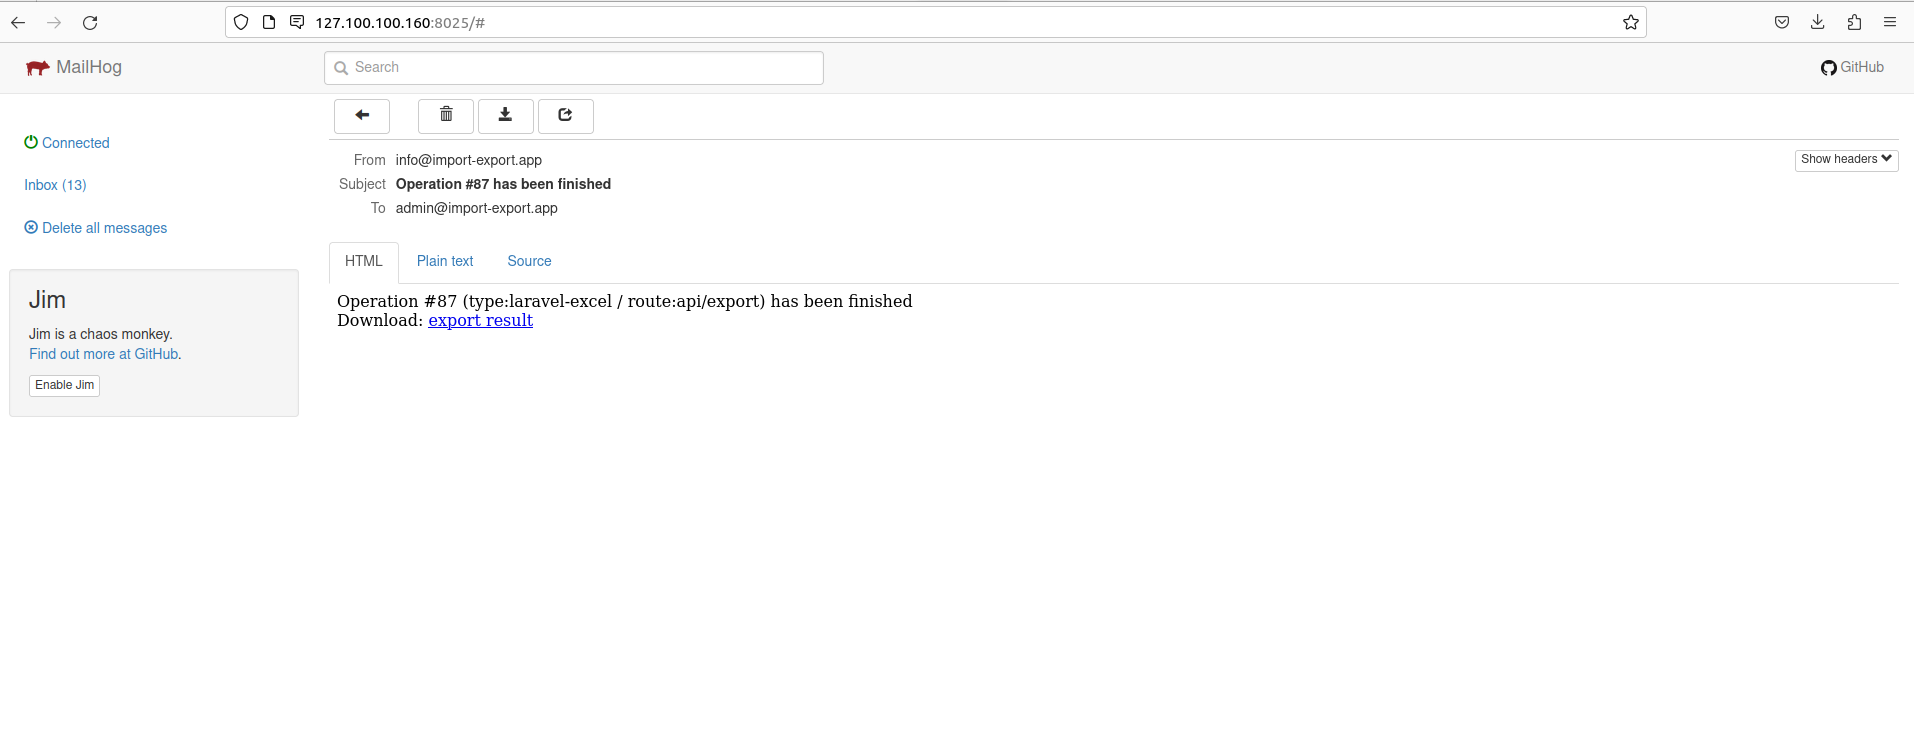 127.100.100.160:8025/#
MailHog
Search
GitHub
Connected
Inbox (13)
Delete all messages
Jim
Jim is a chaos monkey.
Find out more at GitHub.
Enable Jim
From info@import-export.app
Show headers
Subject Operation #87 has been finished
To admin@import-export.app
HTML Plain text Source
Operation #87 (type:laravel-excel / route:api/export) has been finished
Download: export result